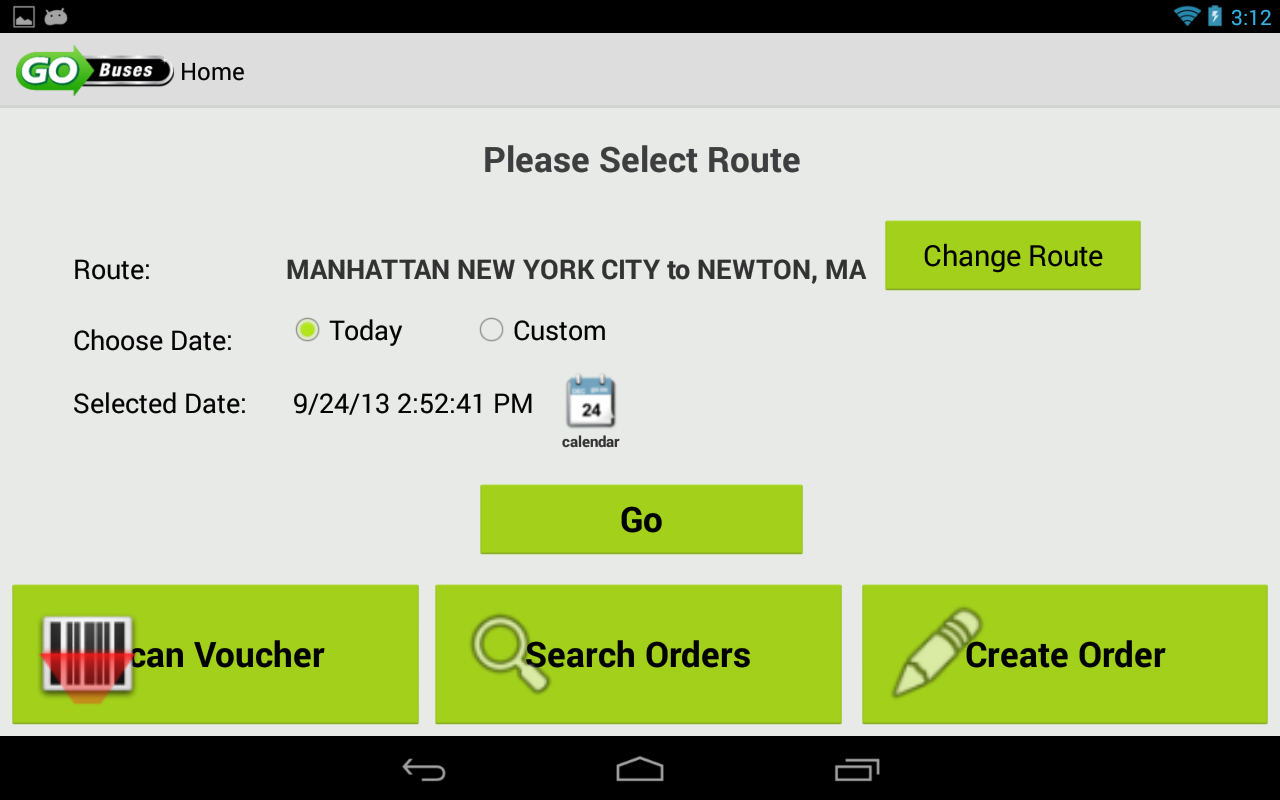 3:12
GO Buses Home
Please Select Route
Route: MANHATTAN NEW YORK CITY to NEWTON, MA Change Route
Choose Date: Today Custom
Selected Date: 9/24/13 2:52:41 PM 24
calendar
Go
can Voucher Search Orders Create Order